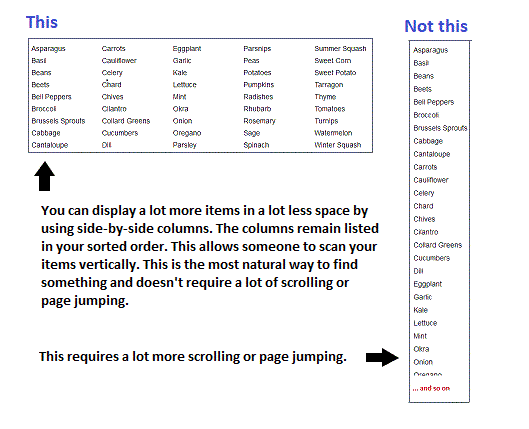 This
Asparagus Carrots Eggplant Parsnips Summer Squash
Basil Cauliflower Garlic Peas Sweet Corn
Beans Celery Kale Potatoes Sweet Potato
Beets Chard Lettuce Pumpkins Tarragon
Bell Peppers Chives Mint Radishes Thyme
Broccoli Cilantro Okra Rhubarb Tomatoes
Brussels Sprouts Collard Greens Onion Rosemary Turnips
Cabbage Cucumbers Oregano Sage Watermelon
Cantaloupe Dill Parsley Spinach Winter Squash
You can display a lot more items in a lot less space by
using side-by-side columns. The columns remain listed
in your sorted order. This allows someone to scan your
items vertically. This is the most natural way to find
something and doesn't require a lot of scrolling or
page jumping.
This requires a lot more scrolling or page jumping.
Not this
Asparagus
Basil
Beans
Beets
Bell Peppers
Broccoli
Brussels Sprouts
Cabbage
Cantaloupe
Carrots
Cauliflower
Celery
Chard
Chives
Cilantro
Collard Greens
Cucumbers
Dill
Eggplant
Garlic
Kale
Lettuce
Mint
Okra
Onion
Oregano
... and so on